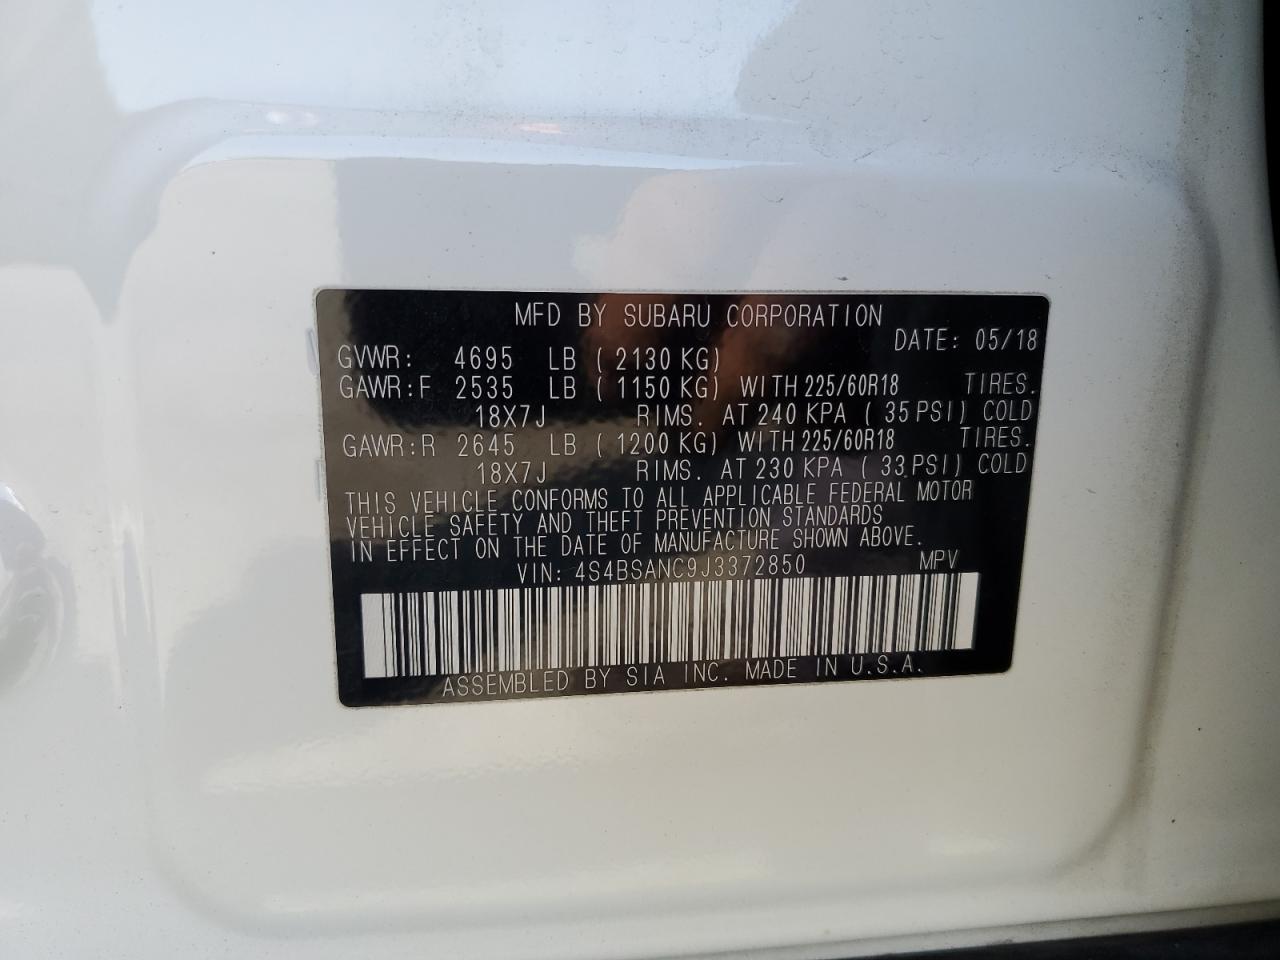 MFD BY SUBARU CORPORATION
DATE: 05/18
GVWR: 4695 LB ( 2130 KG)
GAWR:F 2535 LB ( 1150 KG) WITH 225/60R18 TIRES.
18X7J RIMS. AT 240 KPA ( 35 PSI) COLD
GAWR:R 2645 LB ( 1200 KG) WITH 225/60R18 TIRES.
18X7J RIMS. AT 230 KPA ( 33 PSI) COLD
THIS VEHICLE CONFORMS TO ALL APPLICABLE FEDERAL MOTOR
VEHICLE SAFETY AND THEFT PREVENTION STANDARDS
IN EFFECT ON THE DATE OF MANUFACTURE SHOWN ABOVE.
VIN: 4S4BSANC9J3372850 MPV
ASSEMBLED BY SIA INC. MADE IN U.S.A.